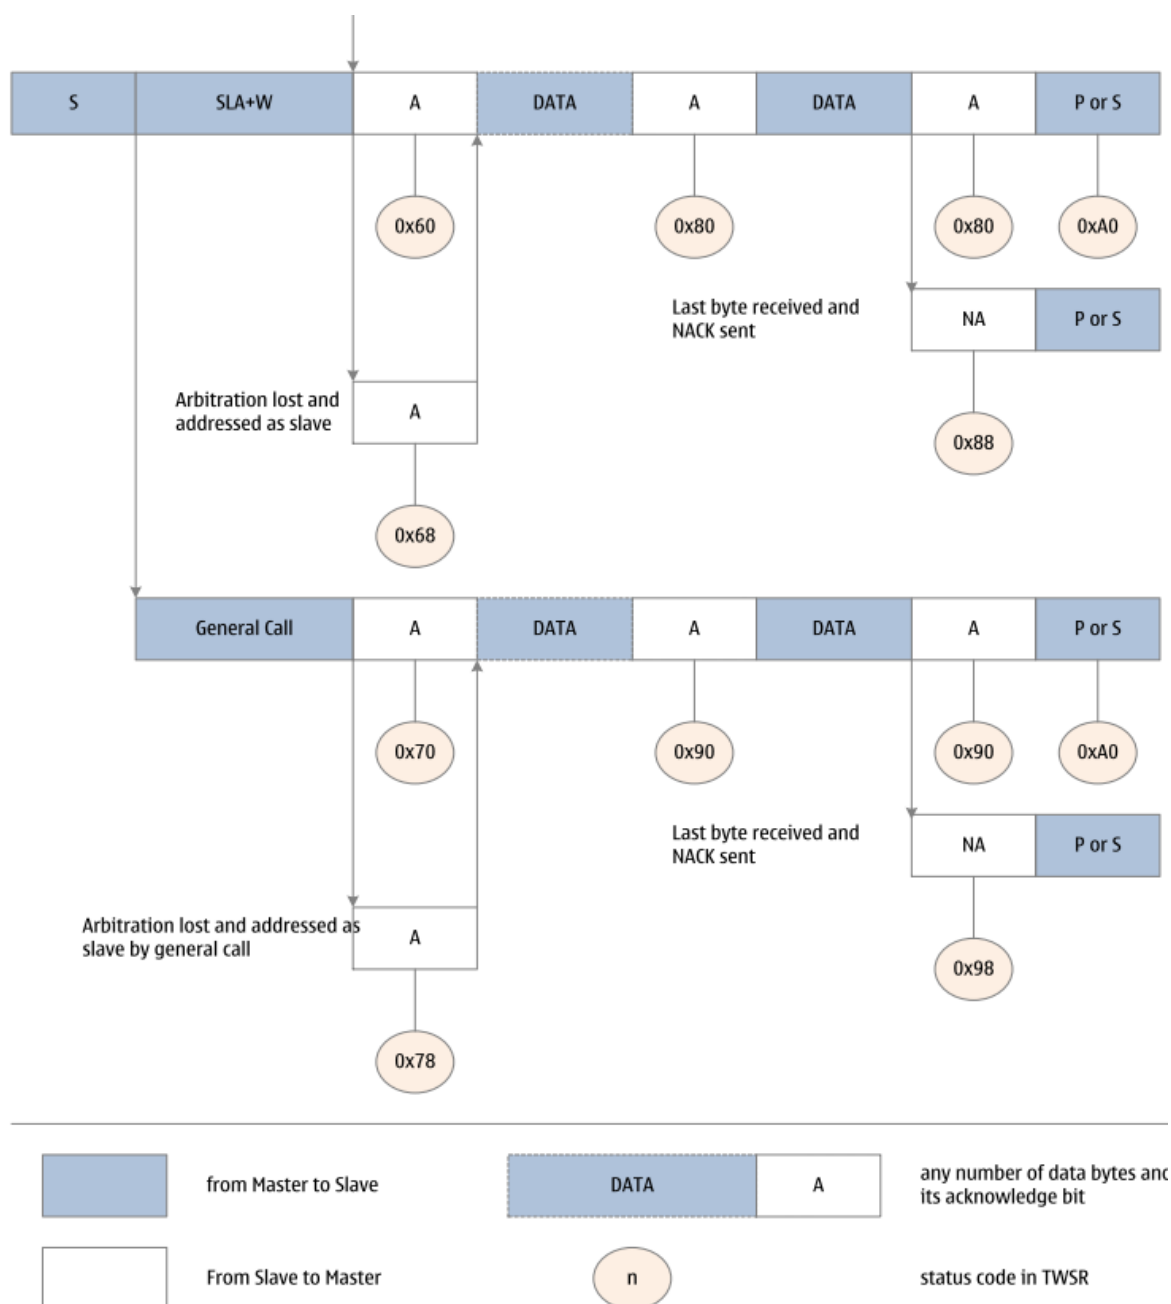 S SLA+W A DATA A DATA A P or S
0x60 0x80 0x80 0xA0
Last byte received and
NACK sent
NA P or S
Arbitration lost and
addressed as slave
A
0x88
0x68
General Call A DATA A DATA A P or S
0x70 0x90 0x90 0xA0
Last byte received and
NACK sent
NA P or S
Arbitration lost and addressed as
slave by general call
A
0x98
0x78
from Master to Slave
DATA A
any number of data bytes and
its acknowledge bit
From Slave to Master
n
status code in TWSR